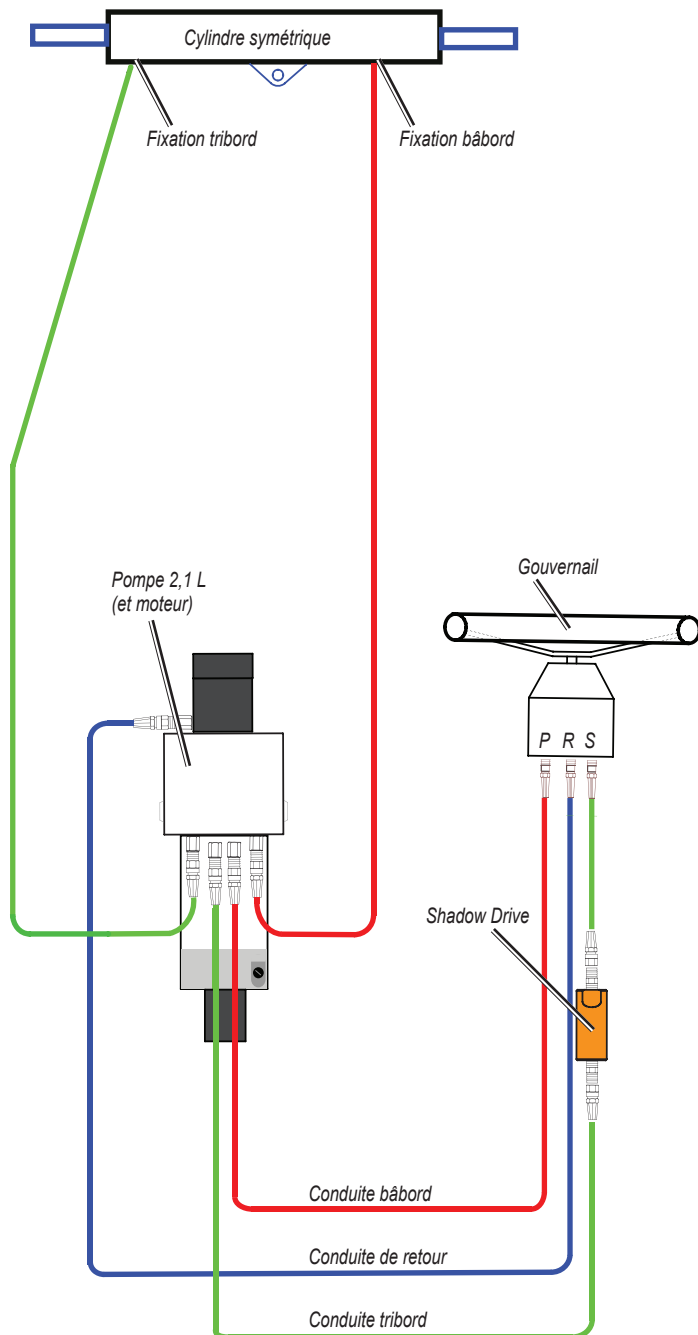 Cylindre symétrique
Fixation tribord
Fixation bâbord
Pompe 2,1 L
(et moteur)
Gouvernail
P R S
Shadow Drive
Conduite bâbord
Conduite de retour
Conduite tribord